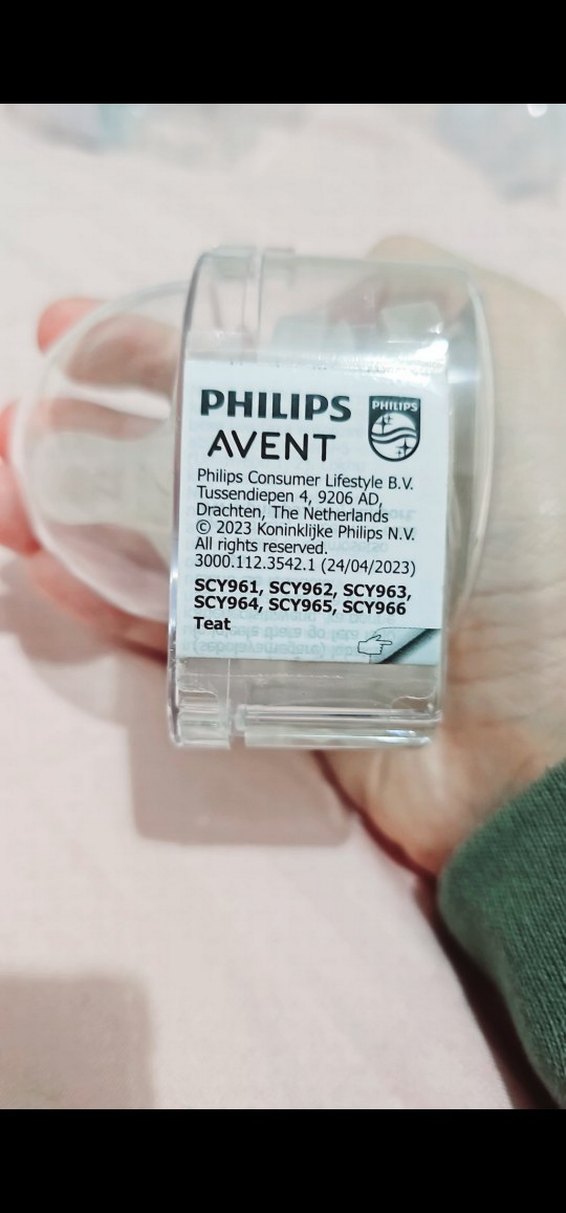 PHILIPS
AVENT
PHILIPS
Philips Consumer Lifestyle B.V.
Tussendiepen 4, 9206 AD,
Drachten, The Netherlands
© 2023 Koninklijke Philips N.V.
All rights reserved.
3000.112.3542.1 (24/04/2023)
SCY961, SCY962, SCY963,
SCY964, SCY965, SCY966
Teat